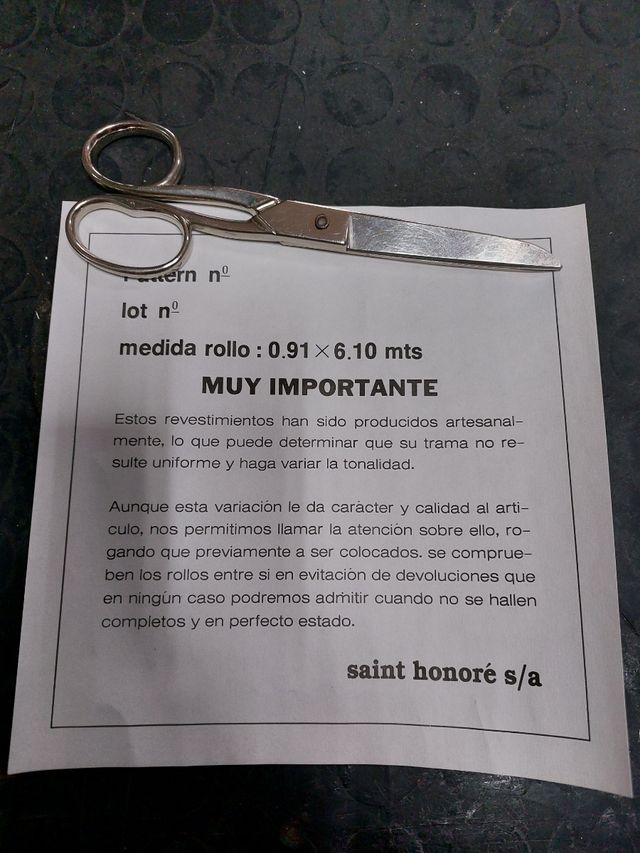 Pattern nº
lot nº
medida rollo : 0.91 × 6.10 mts
MUY IMPORTANTE
Estos revestimientos han sido producidos artesanal-
mente, lo que puede determinar que su trama no re-
sulte uniforme y haga variar la tonalidad.
Aunque esta variación le da carácter y calidad al arti-
culo, nos permitimos llamar la atención sobre ello, ro-
gando que previamente a ser colocados. se comprue-
ben los rollos entre si en evitación de devoluciones que
en ningún caso podremos admitir cuando no se hallen
completos y en perfecto estado.
saint honoré s/a